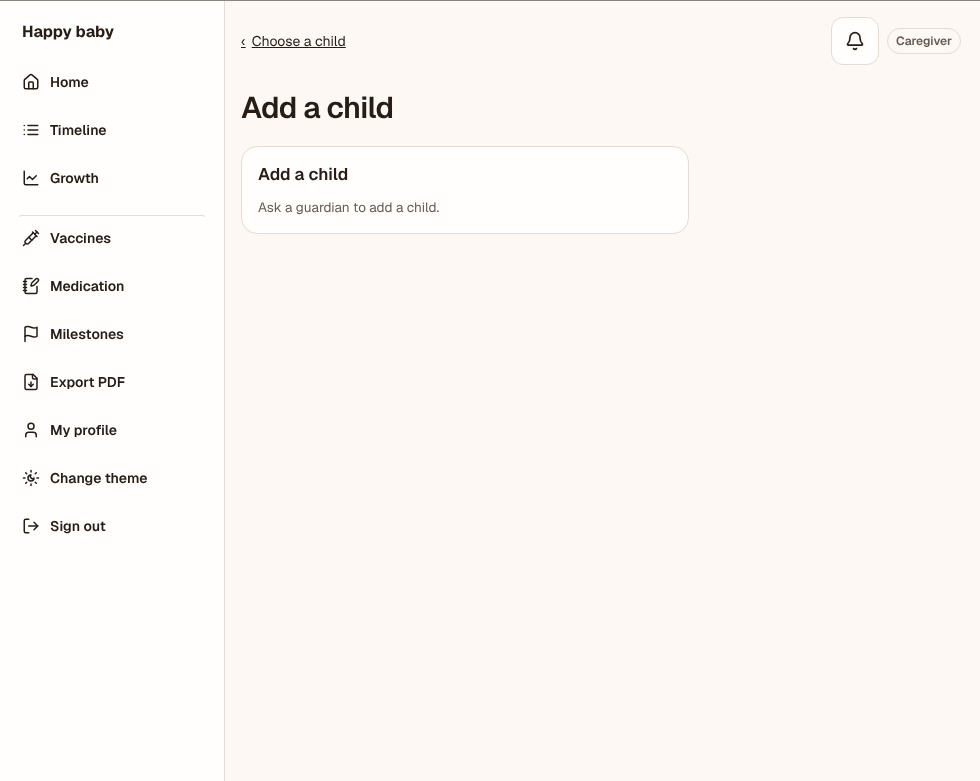 Happy baby
Home
Timeline
Growth
Vaccines
Medication
Milestones
Export PDF
My profile
Change theme
Sign out
‹ Choose a child
Caregiver
Add a child
Add a child
Ask a guardian to add a child.